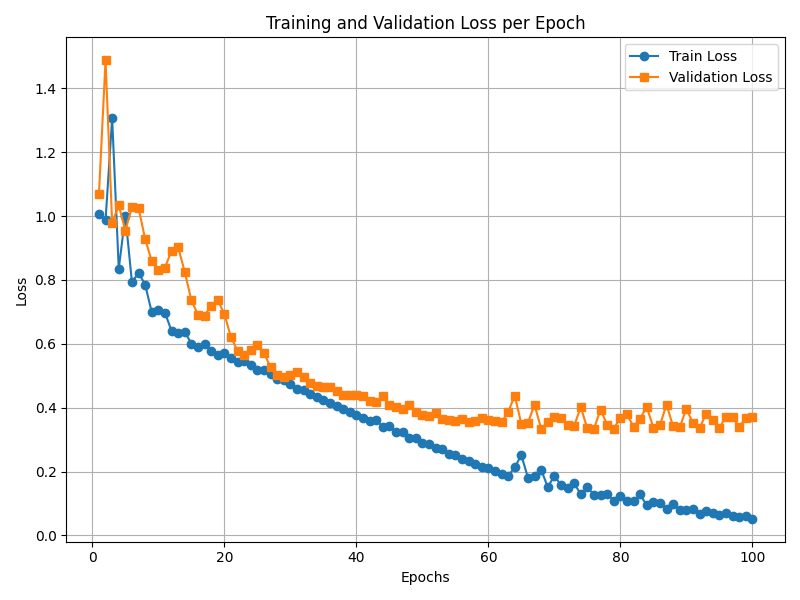 Training and Validation Loss per Epoch
Train Loss
Validation Loss
1.4
1.2
1.0
0.8
0.6
0.4
0.2
0.0
Loss
0 20 40 60 80 100
Epochs